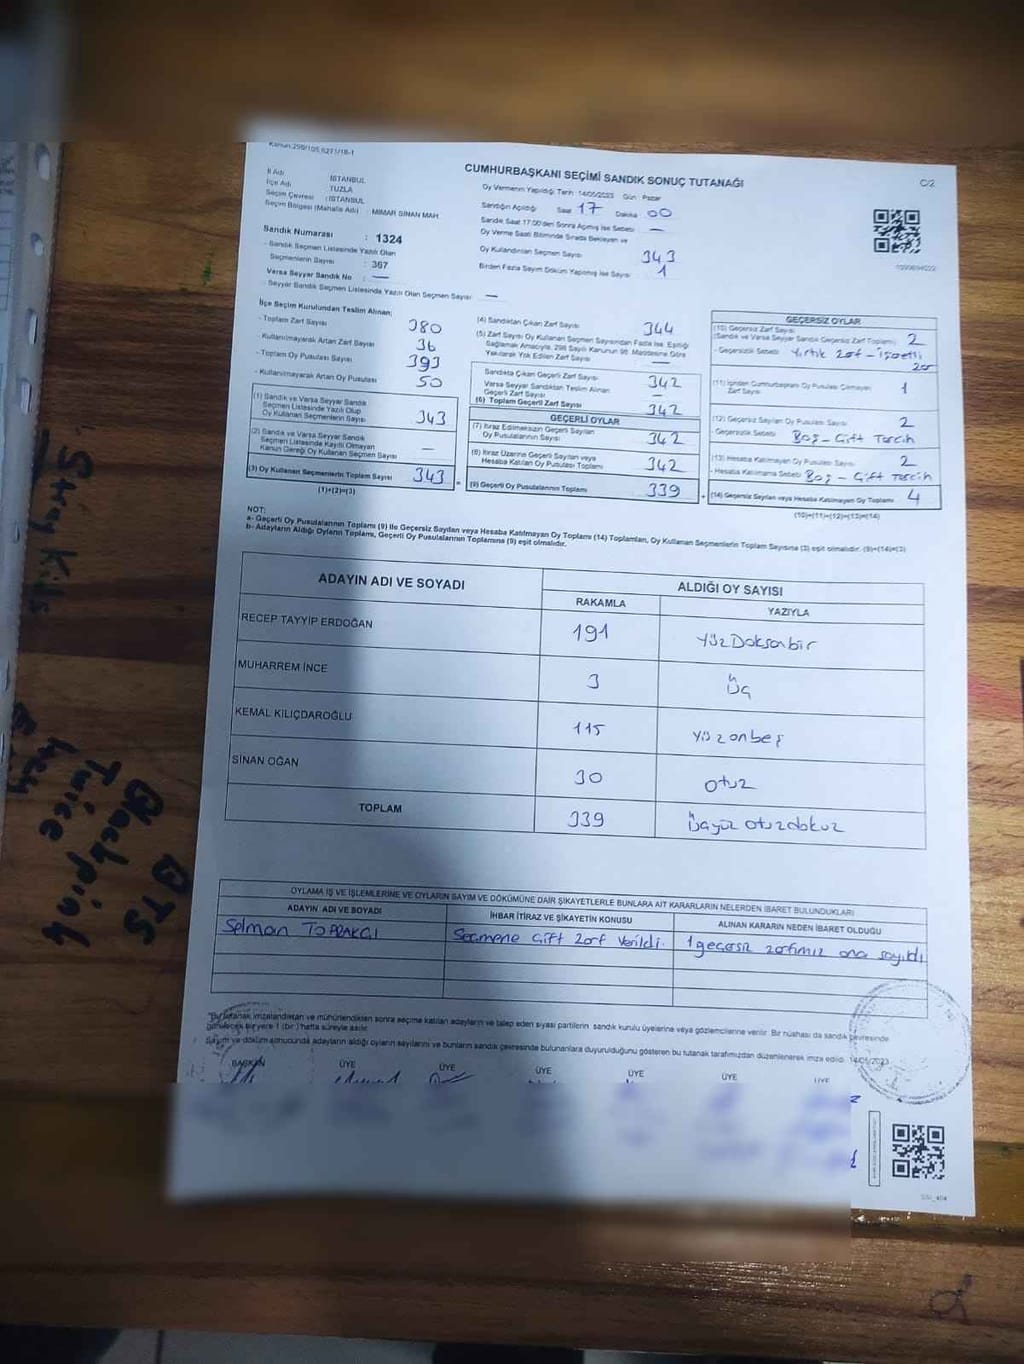 Kanun:298/105,6271/18-1
CUMHURBAŞKANI SEÇİMİ SANDIK SONUÇ TUTANAĞI
C/2
İl Adı : İSTANBUL
İlçe Adı : TUZLA
Seçim Çevresi : İSTANBUL
Seçim Bölgesi (Mahalle Adı) : MİMAR SİNAN MAH.
Sandık Numarası : 1324
- Sandık Seçmen Listesinde Yazılı Olan
Seçmenlerin Sayısı : 367
Varsa Seyyar Sandık No : —
- Seyyar Sandık Seçmen Listesinde Yazılı Olan Seçmen Sayısı : —
Oy Vermenin Yapıldığı Tarih: 14/05/2023 Gün : Pazar
Sandığın Açıldığı Saat 17 Dakika 00
Sandık Saat 17:00'den Sonra Açılmış İse Sebebi : —
Oy Verme Saati Bitiminde Sırada Bekleyen ve
Oy Kullandırılan Seçmen Sayısı 343
Birden Fazla Sayım Döküm Yapılmış İse Sayısı : 1
İlçe Seçim Kurulundan Teslim Alınan;
- Toplam Zarf Sayısı 380
- Kullanılmayarak Artan Zarf Sayısı 36
- Toplam Oy Pusulası Sayısı 393
- Kullanılmayarak Artan Oy Pusulası 50
(1) Sandık ve Varsa Seyyar Sandık
Seçmen Listesinde Yazılı Olup
Oy Kullanan Seçmenlerin Sayısı 343
(2) Sandık ve Varsa Seyyar Sandık
Seçmen Listesinde Kayıtlı Olmayan
Kanun Gereği Oy Kullanan Seçmen Sayısı —
(3) Oy Kullanan Seçmenlerin Toplam Sayısı 343
(1)+(2)=(3)
(4) Sandıktan Çıkan Zarf Sayısı 344
(5) Zarf Sayısı Oy Kullanan Seçmen Sayısından Fazla İse, Eşitliği
Sağlamak Amacıyla, 298 Sayılı Kanunun 98. Maddesine Göre
Yakılarak Yok Edilen Zarf Sayısı —
Sandıkta Çıkan Geçerli Zarf Sayısı 342
Varsa Seyyar Sandıktan Teslim Alınan
Geçerli Zarf Sayısı —
(6) Toplam Geçerli Zarf Sayısı 342
GEÇERLİ OYLAR
(7) İtiraz Edilmeksizin Geçerli Sayılan
Oy Pusulalarının Sayısı 342
(8) İtiraz Üzerine Geçerli Sayılan veya
Hesaba Katılan Oy Pusulası Toplamı 342
(9) Geçerli Oy Pusulalarının Toplamı 339
GEÇERSİZ OYLAR
(10) Geçersiz Zarf Sayısı
(Sandık ve Varsa Seyyar Sandık Geçersiz Zarf Toplamı) 2
- Geçersizlik Sebebi : Yırtık zarf - işaretli
zarf
(11) İçinden Cumhurbaşkanı Oy Pusulası Çıkmayan
Zarf Sayısı 1
(12) Geçersiz Sayılan Oy Pusulası Sayısı 2
- Geçersizlik Sebebi : Boş - Çift Tercih
(13) Hesaba Katılmayan Oy Pusulası Sayısı 2
- Hesaba Katılmama Sebebi : Boş - Çift Tercih
(14) Geçersiz Sayılan veya Hesaba Katılmayan Oy Toplamı 4
(10)+(11)+(12)+(13)=(14)
NOT:
a- Geçerli Oy Pusulalarının Toplamı (9) İle Geçersiz Sayılan veya Hesaba Katılmayan Oy Toplamı (14) Toplamları, Oy Kullanan Seçmenlerin Toplam Sayısına (3) eşit olmalıdır. (9)+(14)=(3)
b- Adayların Aldığı Oyların Toplamı, Geçerli Oy Pusulalarının Toplamına (9) eşit olmalıdır.
ADAYIN ADI VE SOYADI
ALDIĞI OY SAYISI
RAKAMLA YAZIYLA
RECEP TAYYİP ERDOĞAN 191 YüzDoksanbir
MUHARREM İNCE 3 Üç
KEMAL KILIÇDAROĞLU 115 Yüzonbeş
SİNAN OĞAN 30 otuz
TOPLAM 339 Üçyüz otuzdokuz
OYLAMA İŞ VE İŞLEMLERİNE VE OYLARIN SAYIM VE DÖKÜMÜNE DAİR ŞİKAYETLERLE BUNLARA AİT KARARLARIN NELERDEN İBARET BULUNDUKLARI
ADAYIN ADI VE SOYADI İHBAR İTİRAZ VE ŞİKAYETİN KONUSU ALINAN KARARIN NEDEN İBARET OLDUĞU
Selman TOPRAKÇI Seçmene Çift zarf verildi. 1 geçersiz zarfımız ona sayıldı
"Bu tutanak imzalandıktan ve mühürlendikten sonra seçime katılan adayların ve talep eden siyasi partilerin sandık kurulu üyelerine veya gözlemcilerine verilir. Bir nüshası da sandık çevresinde
görülecek bir yere 1 (bir) hafta süreyle asılır.
Sayım ve döküm sonucunda adayların aldığı oyların sayılarını ve bunların sandık çevresinde bulunanlara duyurulduğunu gösteren bu tutanak tarafımızdan düzenlenerek imza edildi. 14/05/2023
BAŞKAN ÜYE ÜYE ÜYE ÜYE ÜYE ÜYE
Stray Kids
Blackpink
Twice
BTS